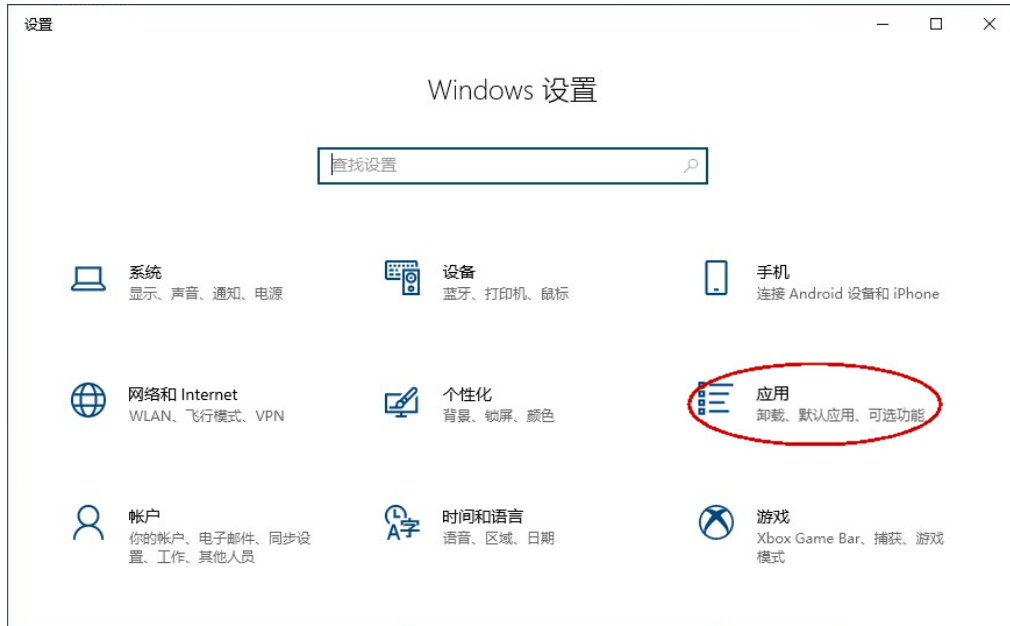 设置
Windows 设置
查找设置
系统
显示、声音、通知、电源
设备
蓝牙、打印机、鼠标
手机
连接 Android 设备和 iPhone
网络和 Internet
WLAN、飞行模式、VPN
个性化
背景、锁屏、颜色
应用
卸载、默认应用、可选功能
帐户
你的帐户、电子邮件、同步设
置、工作、其他人员
时间和语言
语音、区域、日期
游戏
Xbox Game Bar、捕获、游戏
模式